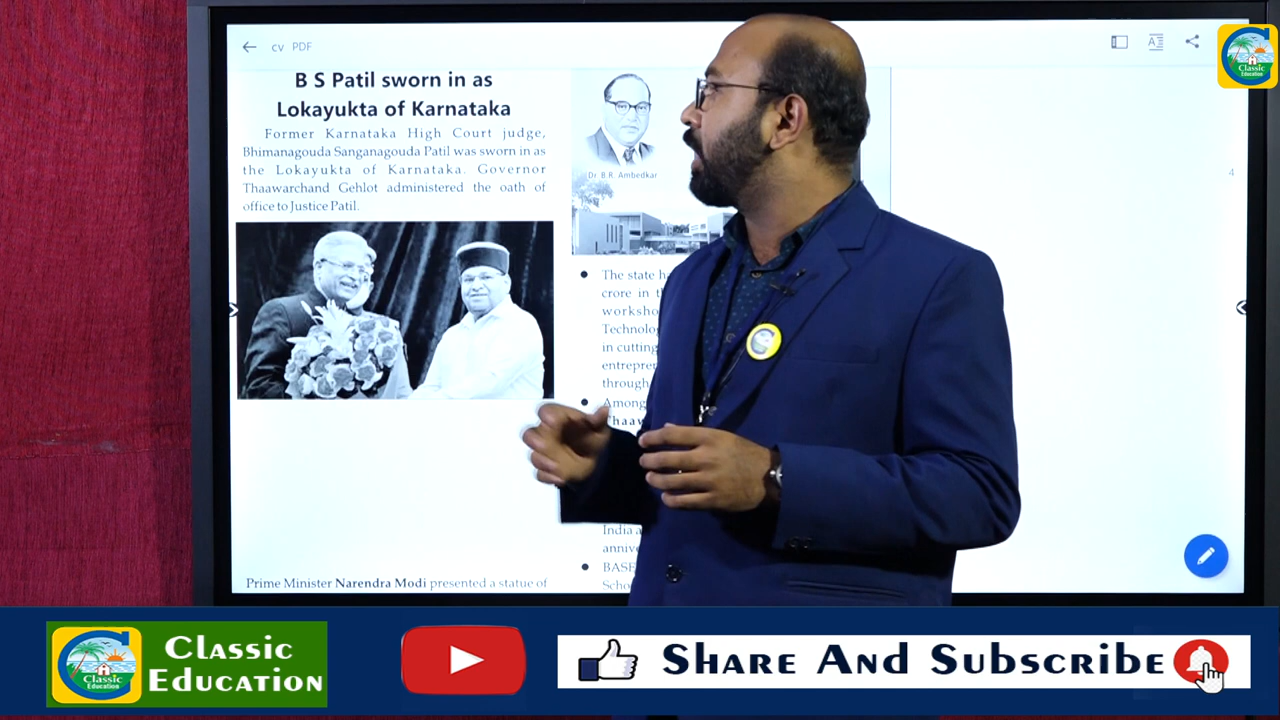 cv PDF
B S Patil sworn in as
Lokayukta of Karnataka
Former Karnataka High Court judge,
Bhimanagouda Sanganagouda Patil was sworn in as
the Lokayukta of Karnataka. Governor
Thaawarchand Gehlot administered the oath of
office to Justice Patil.
Prime Minister Narendra Modi presented a statue of
Dr B.R. Ambedkar
The state
crore in
Technolo
in cutting
entrepren
through
Among
India a
anniv
BASE
Scho
4
Classic
Education
Classic
Education
Classic
Education
Share And Subscribe